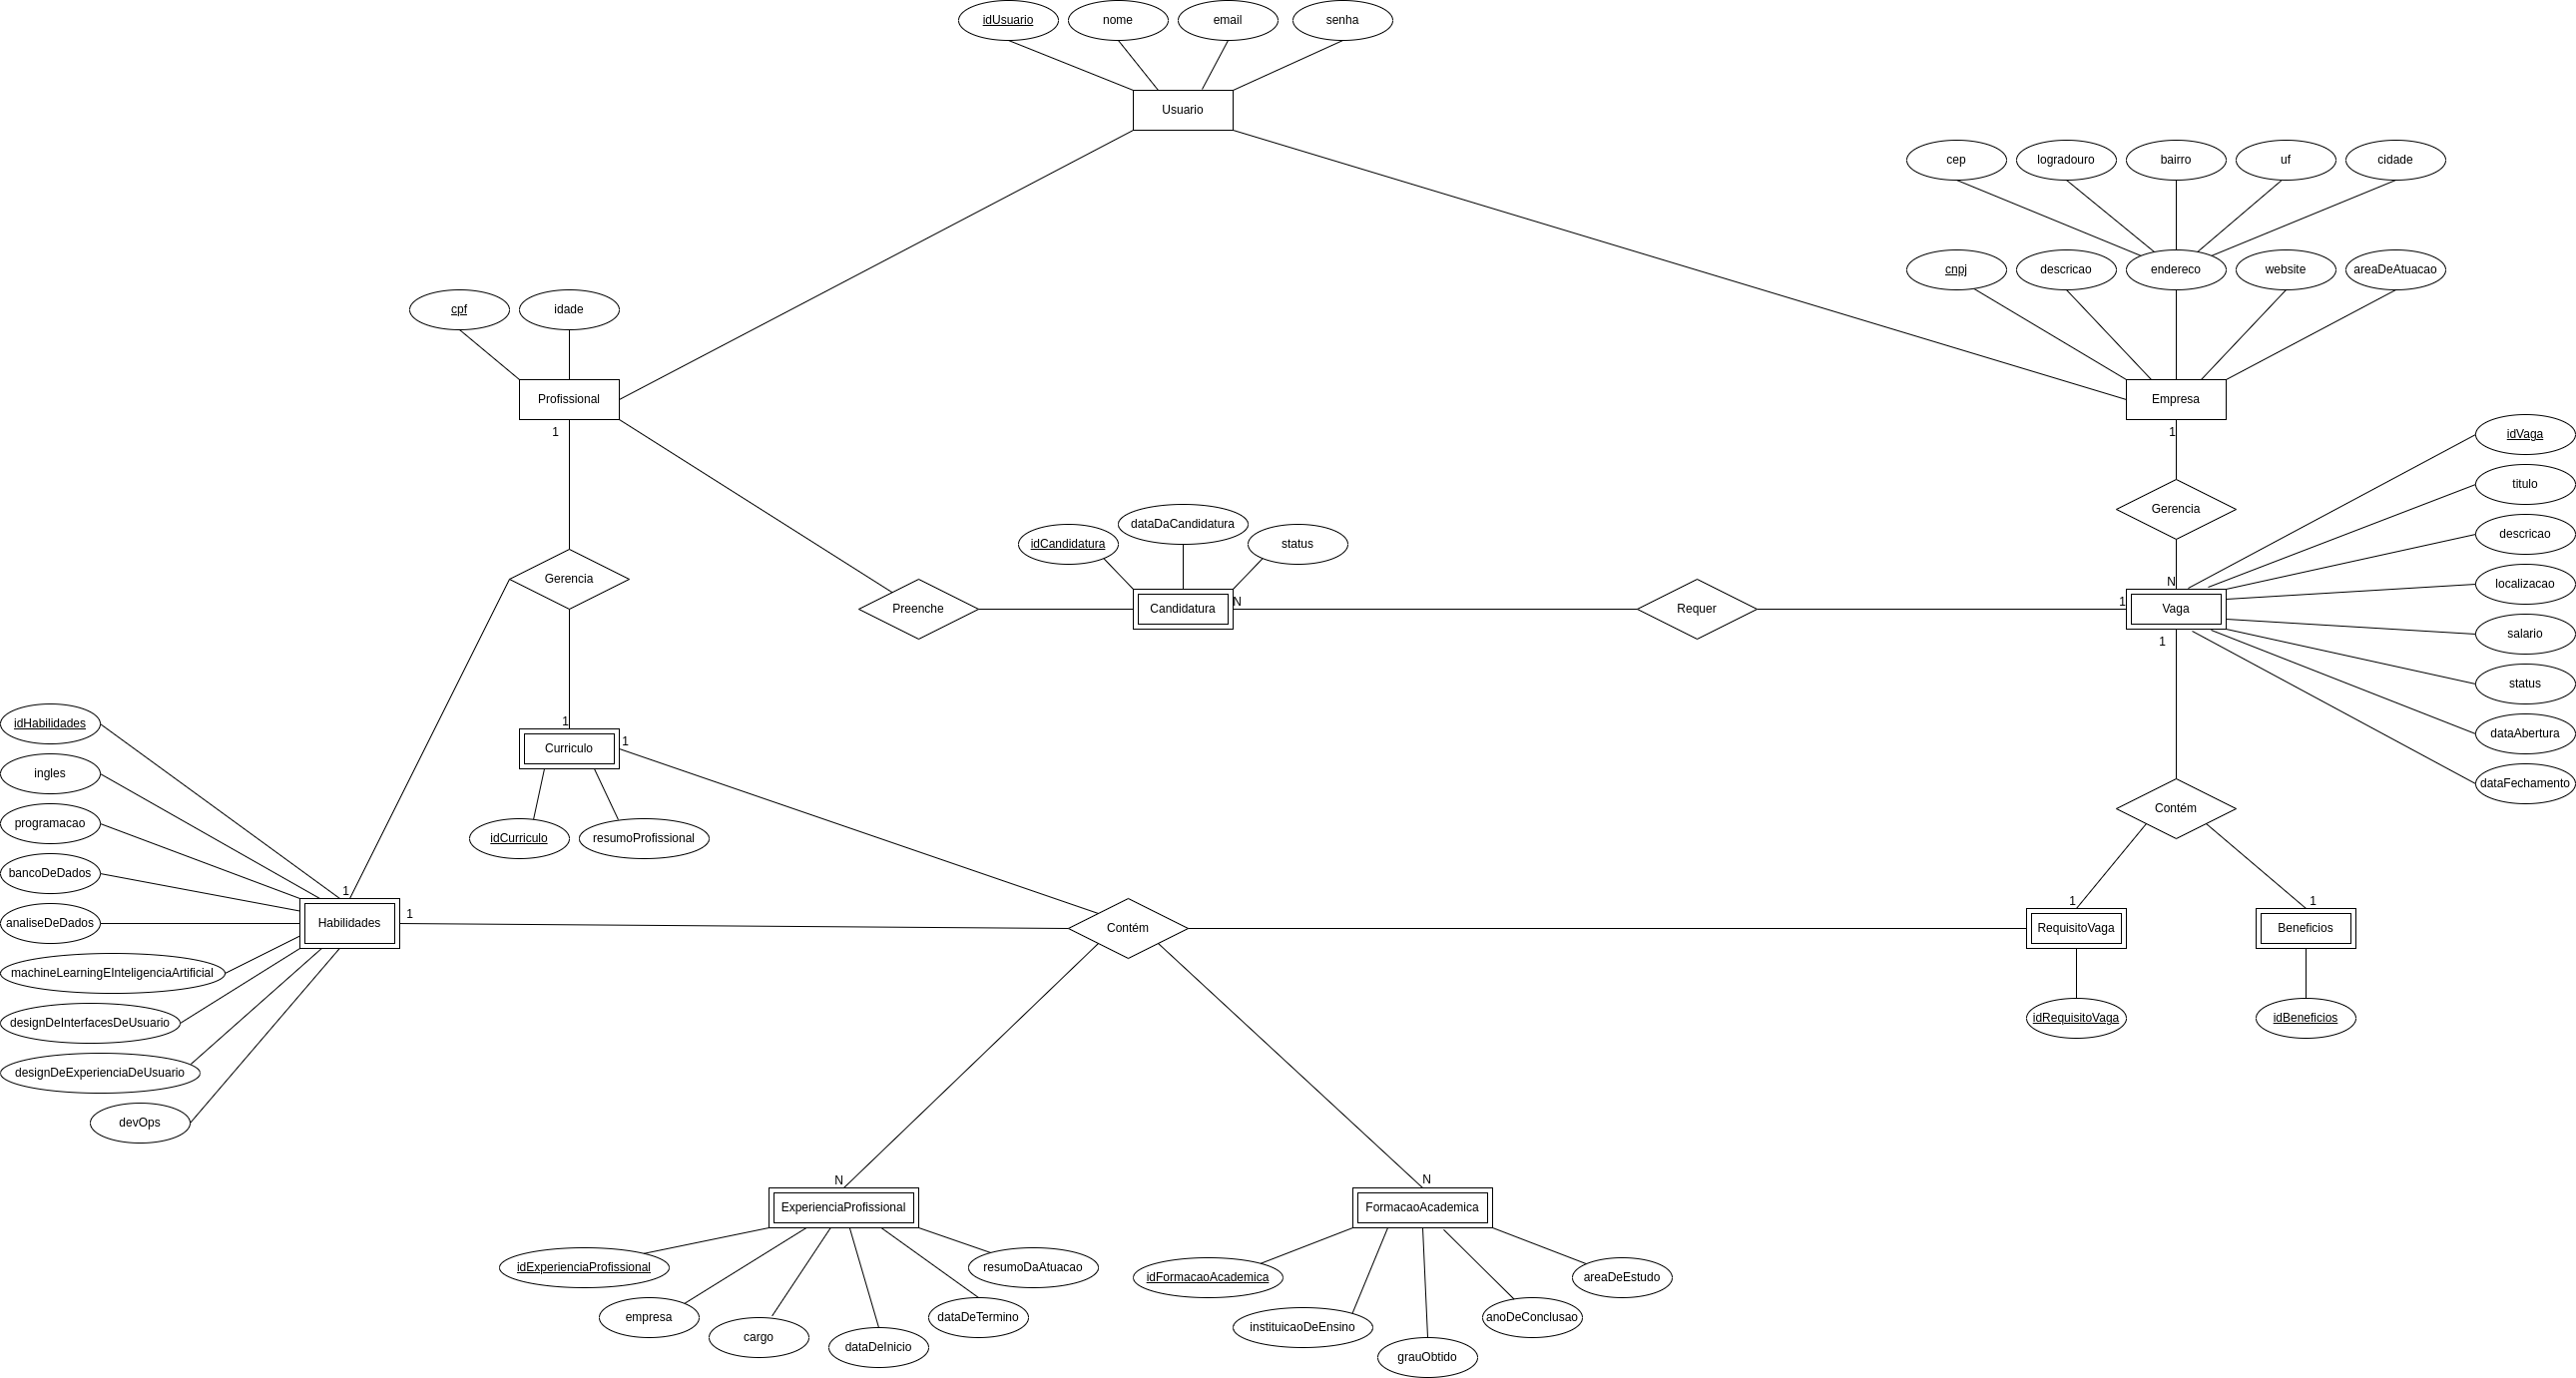 idUsuario
nome
email
senha
Usuario
cep
logradouro
bairro
uf
cidade
cnpj
descricao
endereco
website
areaDeAtuacao
cpf
idade
Profissional
Empresa
1
1
idVaga
titulo
descricao
localizacao
salario
status
dataAbertura
dataFechamento
Gerencia
N
Vaga
1
1
Gerencia
Preenche
idCandidatura
dataDaCandidatura
status
Candidatura
N
Requer
1
Curriculo
1
idCurriculo
resumoProfissional
idHabilidades
ingles
programacao
bancoDeDados
analiseDeDados
machineLearningEInteligenciaArtificial
designDeInterfacesDeUsuario
designDeExperienciaDeUsuario
devOps
1
Habilidades
1
Contém
Contém
1
1
RequisitoVaga
Beneficios
idRequisitoVaga
idBeneficios
N
N
ExperienciaProfissional
FormacaoAcademica
idExperienciaProfissional
empresa
cargo
dataDeInicio
dataDeTermino
resumoDaAtuacao
idFormacaoAcademica
instituicaoDeEnsino
grauObtido
anoDeConclusao
areaDeEstudo